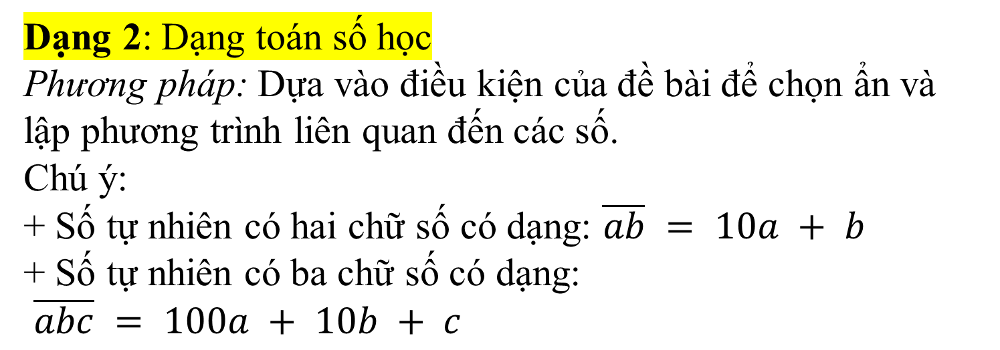 Dạng 2: Dạng toán số học
Phương pháp: Dựa vào điều kiện của đề bài để chọn ẩn và
lập phương trình liên quan đến các số.
Chú ý:
+ Số tự nhiên có hai chữ số có dạng: \overline{ab} = 10a + b
+ Số tự nhiên có ba chữ số có dạng:
\overline{abc} = 100a + 10b + c